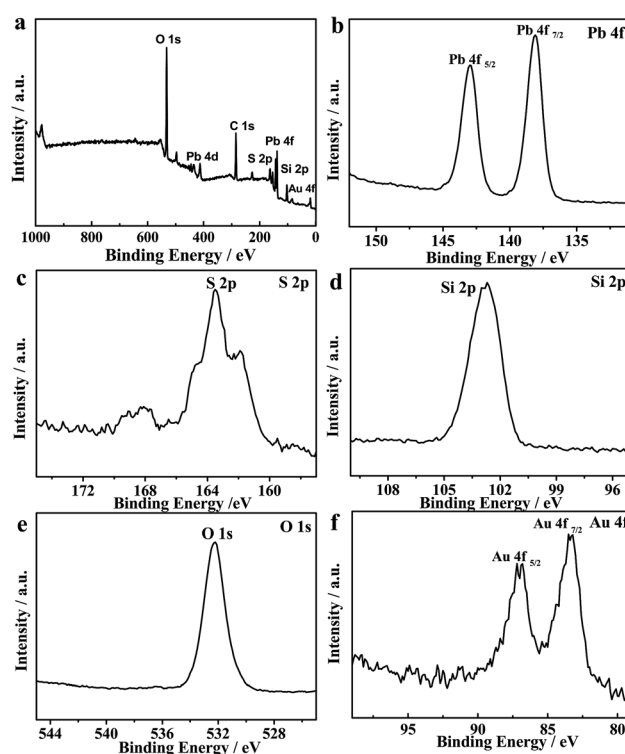 a
O 1s
C 1s
Pb 4f
Pb 4d
S 2p
Si 2p
Au 4f
Intensity / a.u.
1000 800 600 400 200 0
Binding Energy / eV
b
Pb 4f 7/2
Pb 4f
Pb 4f 5/2
Intensity / a.u.
150 145 140 135
Binding Energy / eV
c
S 2p
S 2p
Intensity / a.u.
172 168 164 160
Binding Energy /eV
d
Si 2p
Si 2p
Intensity / a.u.
108 105 102 99 96
Binding Energy / eV
e
O 1s
O 1s
Intensity / a.u.
544 540 536 532 528
Binding Energy / eV
f
Au 4f 7/2
Au 4f
Au 4f 5/2
Intensity / a.u.
95 90 85 80
Binding Energy / eV